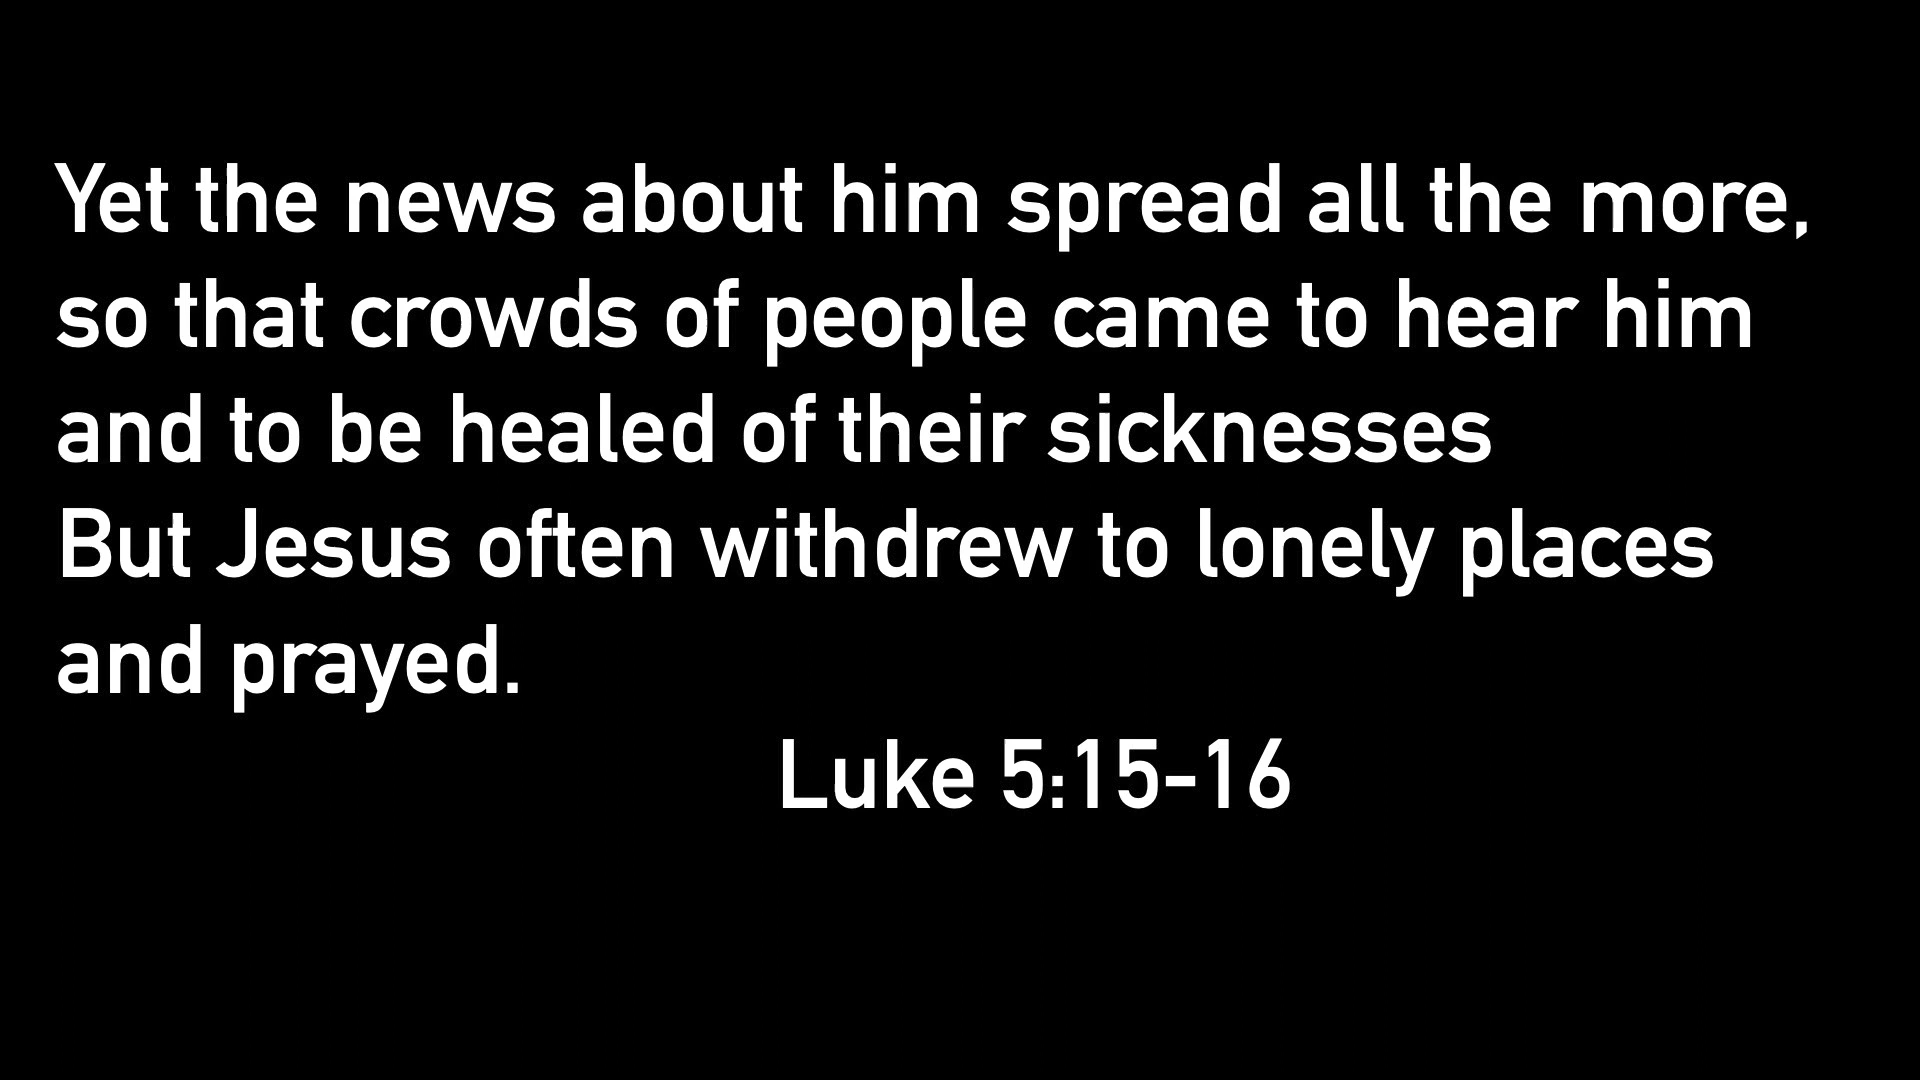 Yet the news about him spread all the more,
so that crowds of people came to hear him
and to be healed of their sicknesses
But Jesus often withdrew to lonely places
and prayed.
Luke 5:15-16